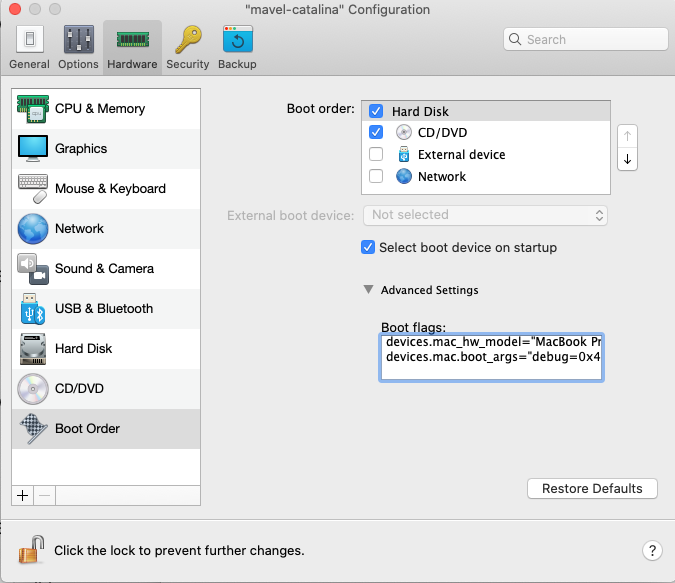 "mavel-catalina" Configuration
General Options Hardware Security Backup
Search
CPU & Memory
Graphics
Mouse & Keyboard
Network
Sound & Camera
USB & Bluetooth
Hard Disk
CD/DVD
Boot Order
Boot order:
Hard Disk
CD/DVD
External device
Network
External boot device: Not selected
Select boot device on startup
Advanced Settings
Boot flags:
devices.mac_hw_model="MacBook Pr
devices.mac.boot_args="debug=0x4
Restore Defaults
Click the lock to prevent further changes.
?